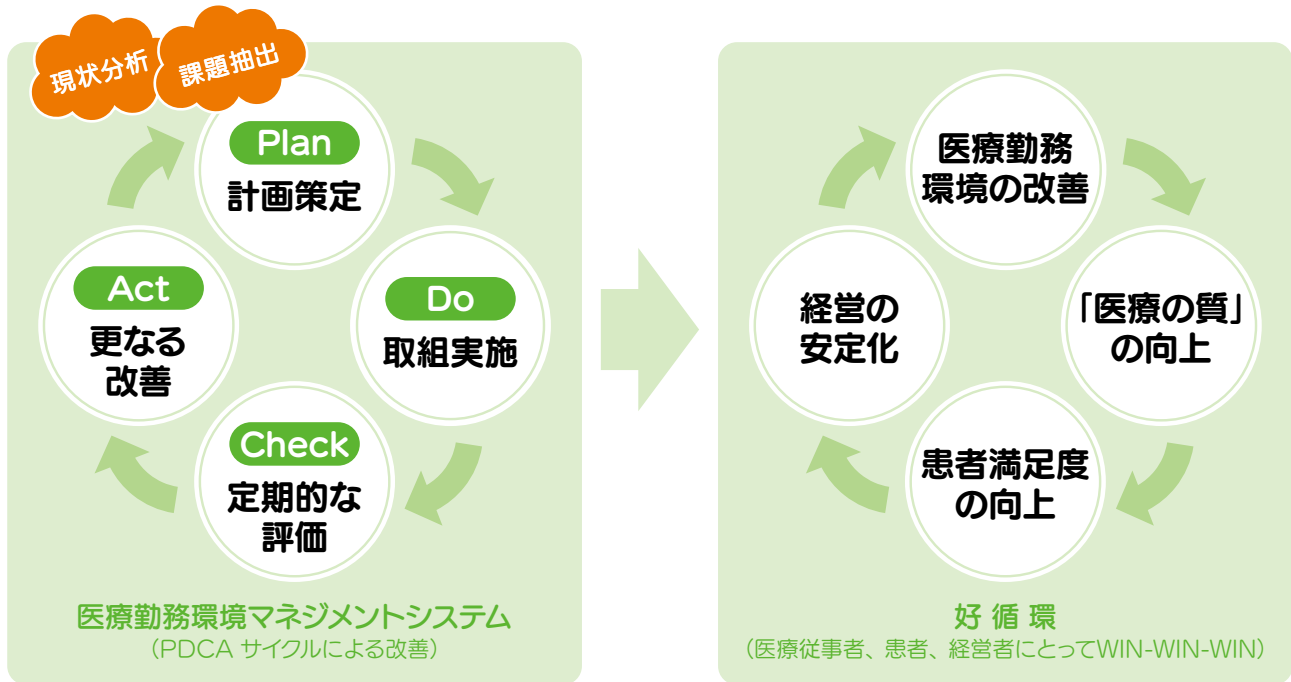 現状分析
課題抽出
Plan
計画策定
Do
取組実施
Check
定期的な
評価
Act
更なる
改善
医療勤務環境マネジメントシステム
(PDCA サイクルによる改善)
医療勤務
環境の改善
「医療の質」
の向上
患者満足度
の向上
経営の
安定化
好循環
(医療従事者、患者、経営者にとってWIN-WIN-WIN)